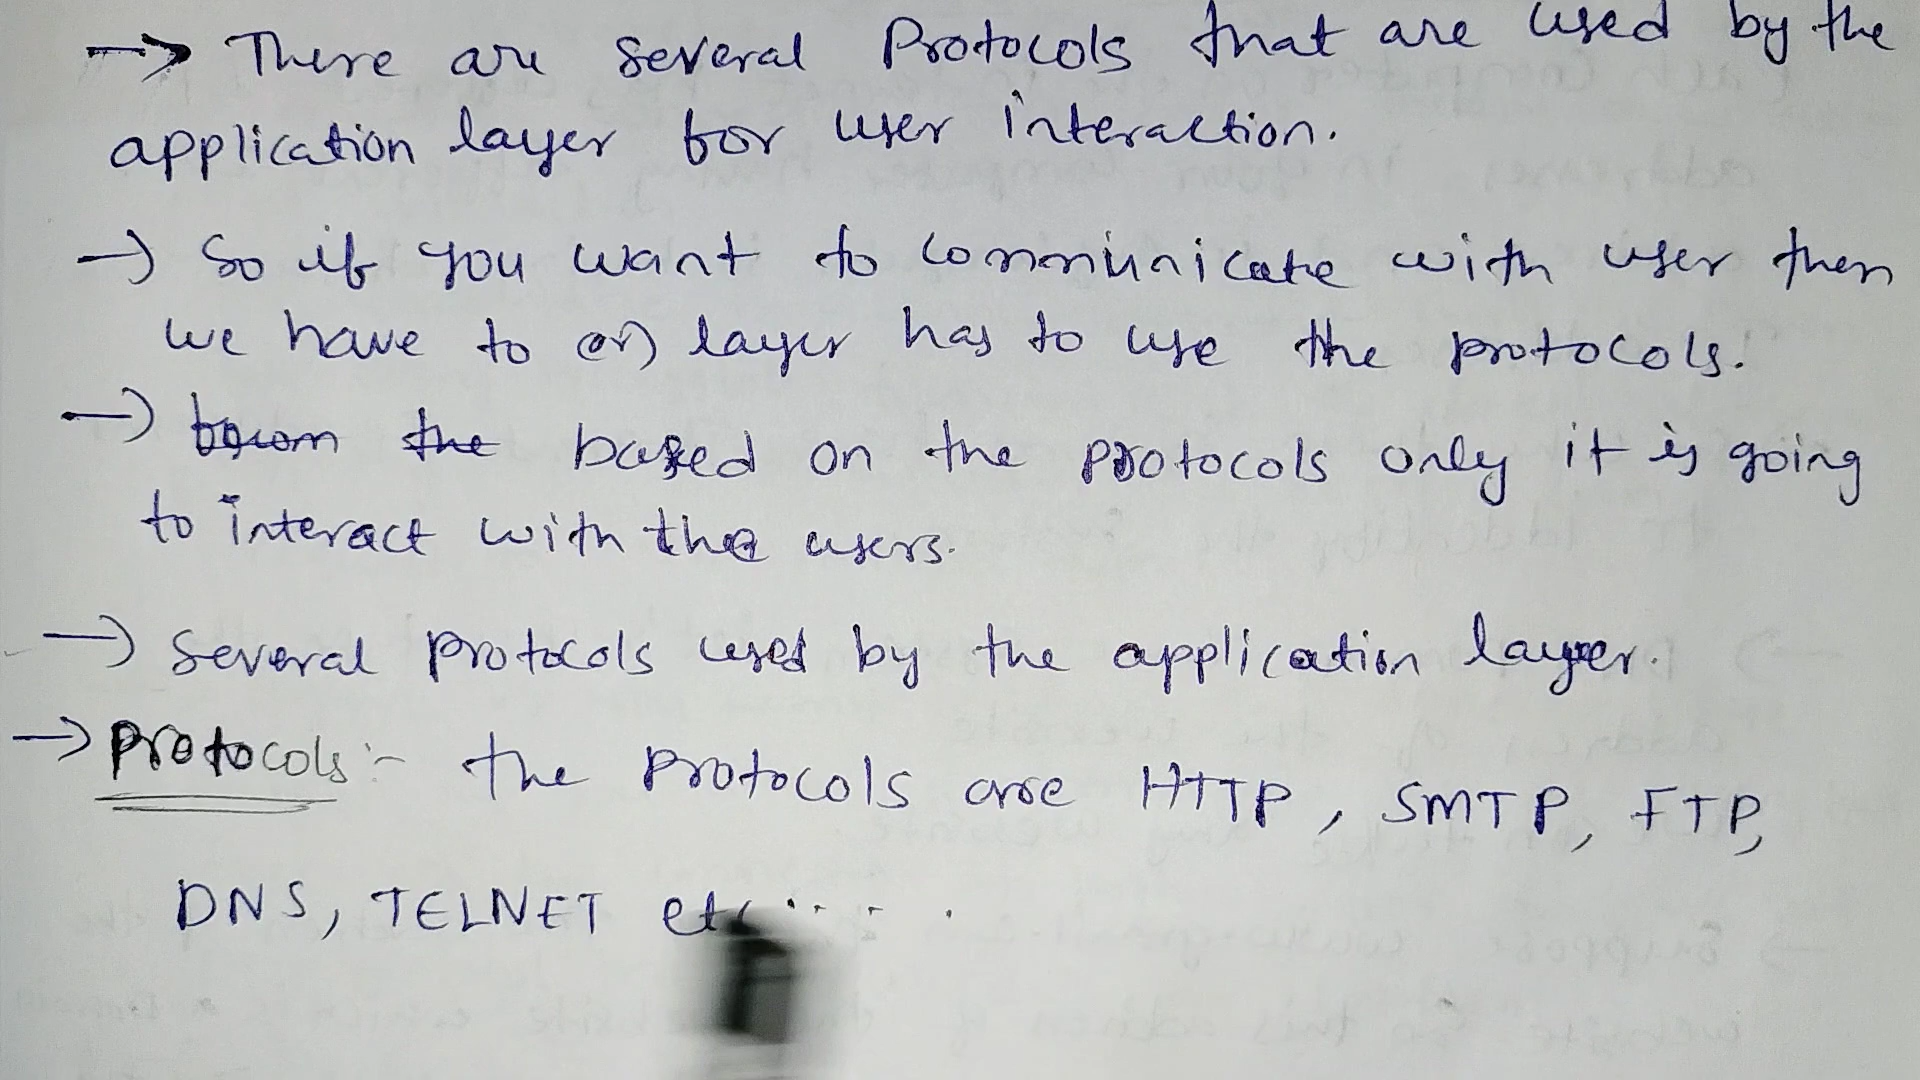 → There are several Protocols that are used by the
application layer for user interaction.
→ So if you want to communicate with user then
we have to (or) layer has to use the protocols.
→ the based on the protocols only it is going
to interact with the users.
→ Several protocols used by the application layer.
→ Protocols:- the protocols are HTTP, SMTP, FTP,
DNS, TELNET etc.....